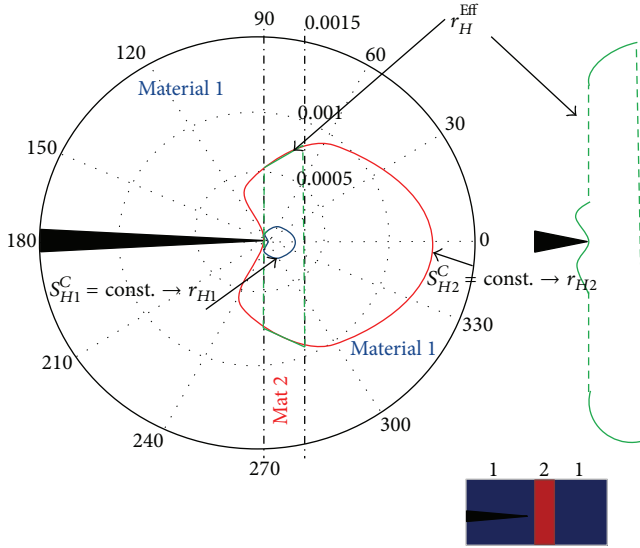 90
0.0015
r_H^Eff
120
60
Material 1
0.001
150
30
0.0005
180
0
S_H1^C = const. → r_H1
S_H2^C = const. → r_H2
210
330
Material 1
Mat 2
240
300
270
1 2 1